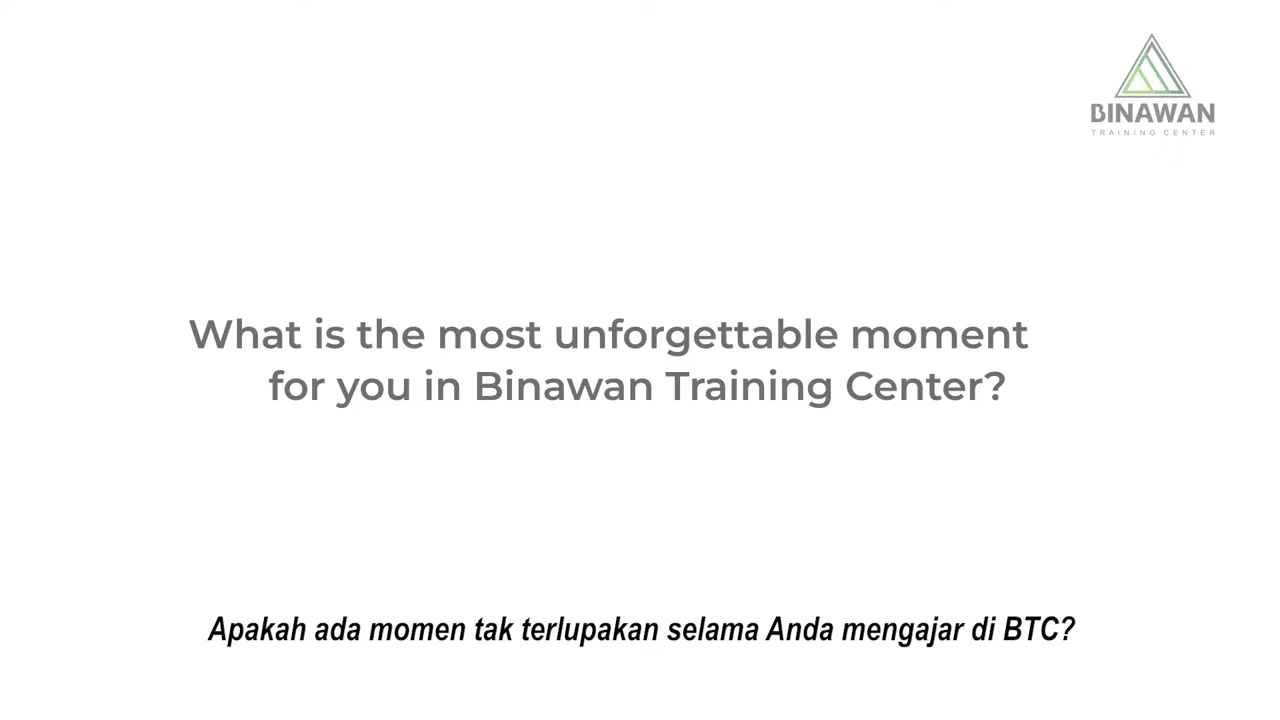 BINAWAN
TRAINING CENTER
What is the most unforgettable moment
for you in Binawan Training Center?
Apakah ada momen tak terlupakan selama Anda mengajar di BTC?